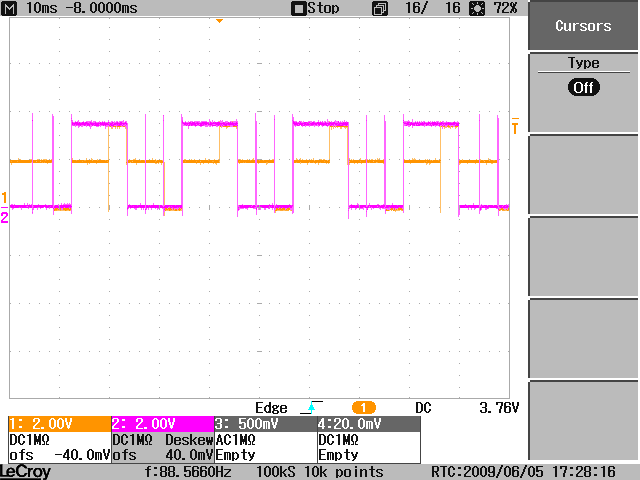 M 10ms -8.0000ms Stop 16/ 16 72%
Cursors
Type
Off
T
1
2
Edge 1 DC 3.76V
1: 2.00V 2: 2.00V 3: 500mV 4:20.0mV
DC1MΩ DC1MΩ Deskew AC1MΩ DC1MΩ
ofs -40.0mV ofs 40.0mV Empty Empty
LeCroy f:88.5660Hz 100kS 10k points RTC:2009/06/05 17:28:16